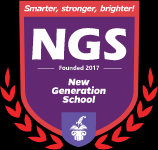 Smarter, stronger, brighter!
NGS
Founded 2017
New
Generation
School